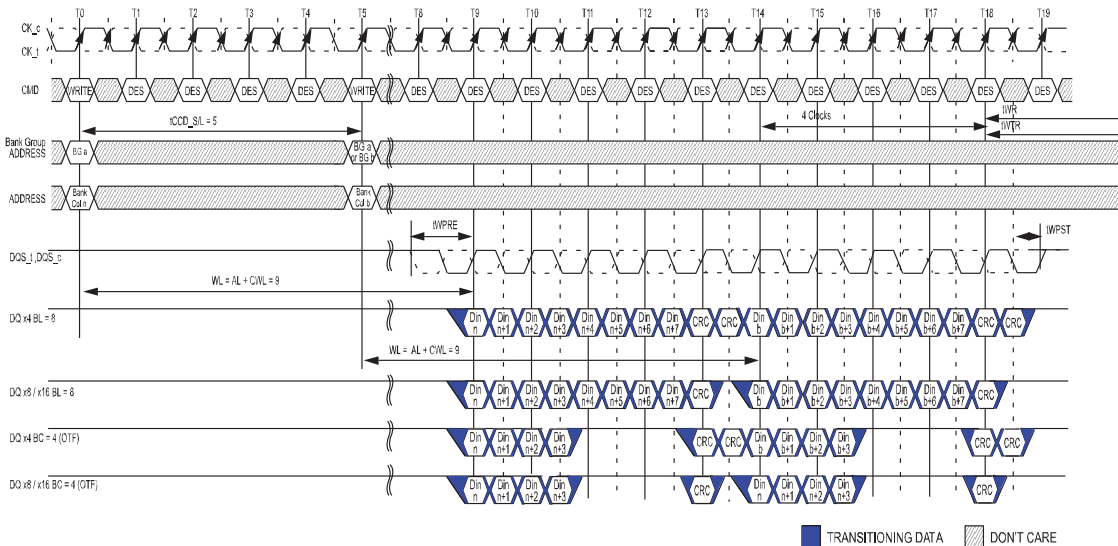 T0 T1 T2 T3 T4 T5 T8 T9 T10 T11 T12 T13 T14 T15 T16 T17 T18 T19
CK_c
CK_t
CMD WRITE DES DES DES DES WRITE DES DES DES DES DES DES DES DES DES DES DES DES
tCCD_S/L = 5
4 Clocks
tWR
tWTR
Bank Group
ADDRESS
BG a
BG a
or BG b
ADDRESS
Bank
Col n
Bank
Col b
tWPRE
tWPST
DQS_t ,DQS_c
WL = AL + CWL = 9
DQ x4 BL = 8
Din n Din n+1 Din n+2 Din n+3 Din n+4 Din n+5 Din n+6 Din n+7 CRC CRC Din b Din b+1 Din b+2 Din b+3 Din b+4 Din b+5 Din b+6 Din b+7 CRC CRC
WL = AL + CWL = 9
DQ x8 / x16 BL = 8
Din n Din n+1 Din n+2 Din n+3 Din n+4 Din n+5 Din n+6 Din n+7 CRC Din b Din b+1 Din b+2 Din b+3 Din b+4 Din b+5 Din b+6 Din b+7 CRC
DQ x4 BC = 4 (OTF)
Din n Din n+1 Din n+2 Din n+3 CRC CRC Din b Din b+1 Din b+2 Din b+3 CRC CRC
DQ x8 / x16 BC = 4 (OTF)
Din n Din n+1 Din n+2 Din n+3 CRC Din n Din n+1 Din n+2 Din b+3 CRC
TRANSITIONING DATA DON'T CARE